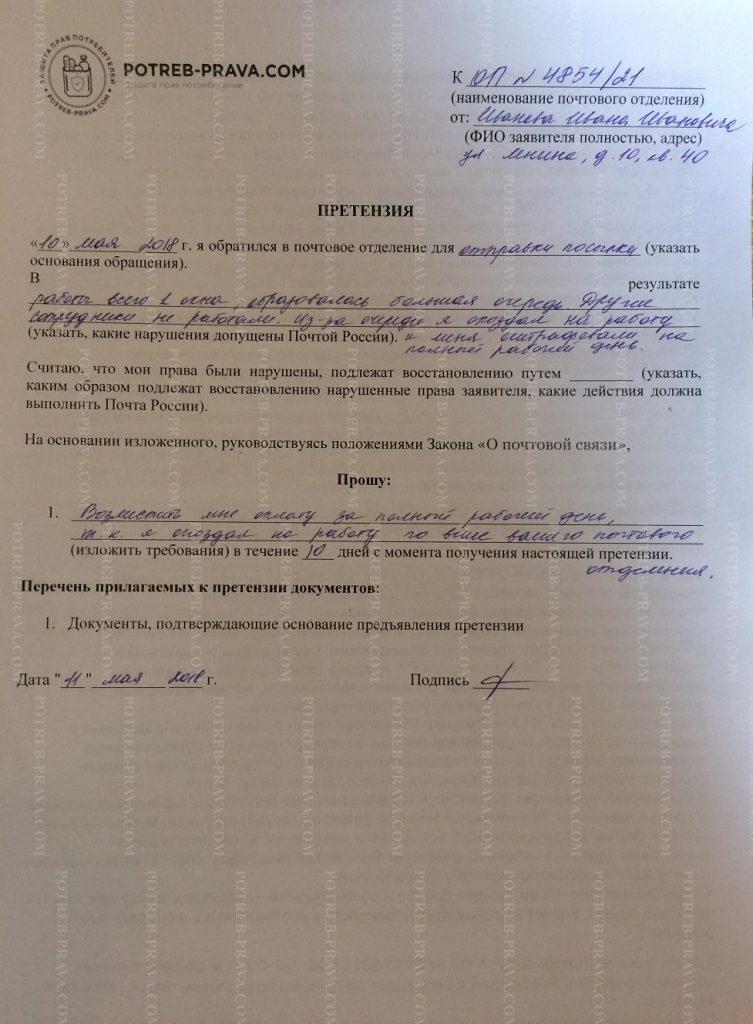 ЗАЩИТА ПРАВ ПОТРЕБИТЕЛЕЙ
POTREB-PRAVA.COM
POTREB-PRAVA.COM
защита прав потребителей
К ОП N 4854/21
(наименование почтового отделения)
от: Иванова Ивана Ивановича
(ФИО заявителя полностью, адрес)
ул Ленина, д. 10, кв. 40
ПРЕТЕНЗИЯ
«10» мая 2018 г. я обратился в почтовое отделение для отправки посылки (указать
основания обращения).
В результате
работы всего 1 окна, образовалась большая очередь. Другие
сотрудники не работали. Из-за очереди я опоздал на работу
(указать, какие нарушения допущены Почтой России). и меня оштрафовали на
полный рабочий день.
Считаю, что мои права были нарушены, подлежат восстановлению путем ________ (указать,
каким образом подлежат восстановлению нарушенные права заявителя, какие действия должна
выполнить Почта России).
На основании изложенного, руководствуясь положениями Закона «О почтовой связи»,
Прошу:
1. Возместить мне оплату за полный рабочий день,
т.к. я опоздал на работу по вине вашего почтового
(изложить требования) в течение 10 дней с момента получения настоящей претензии.
отделения.
Перечень прилагаемых к претензии документов:
1. Документы, подтверждающие основание предъявления претензии
Дата "11" мая 2018 г. Подпись